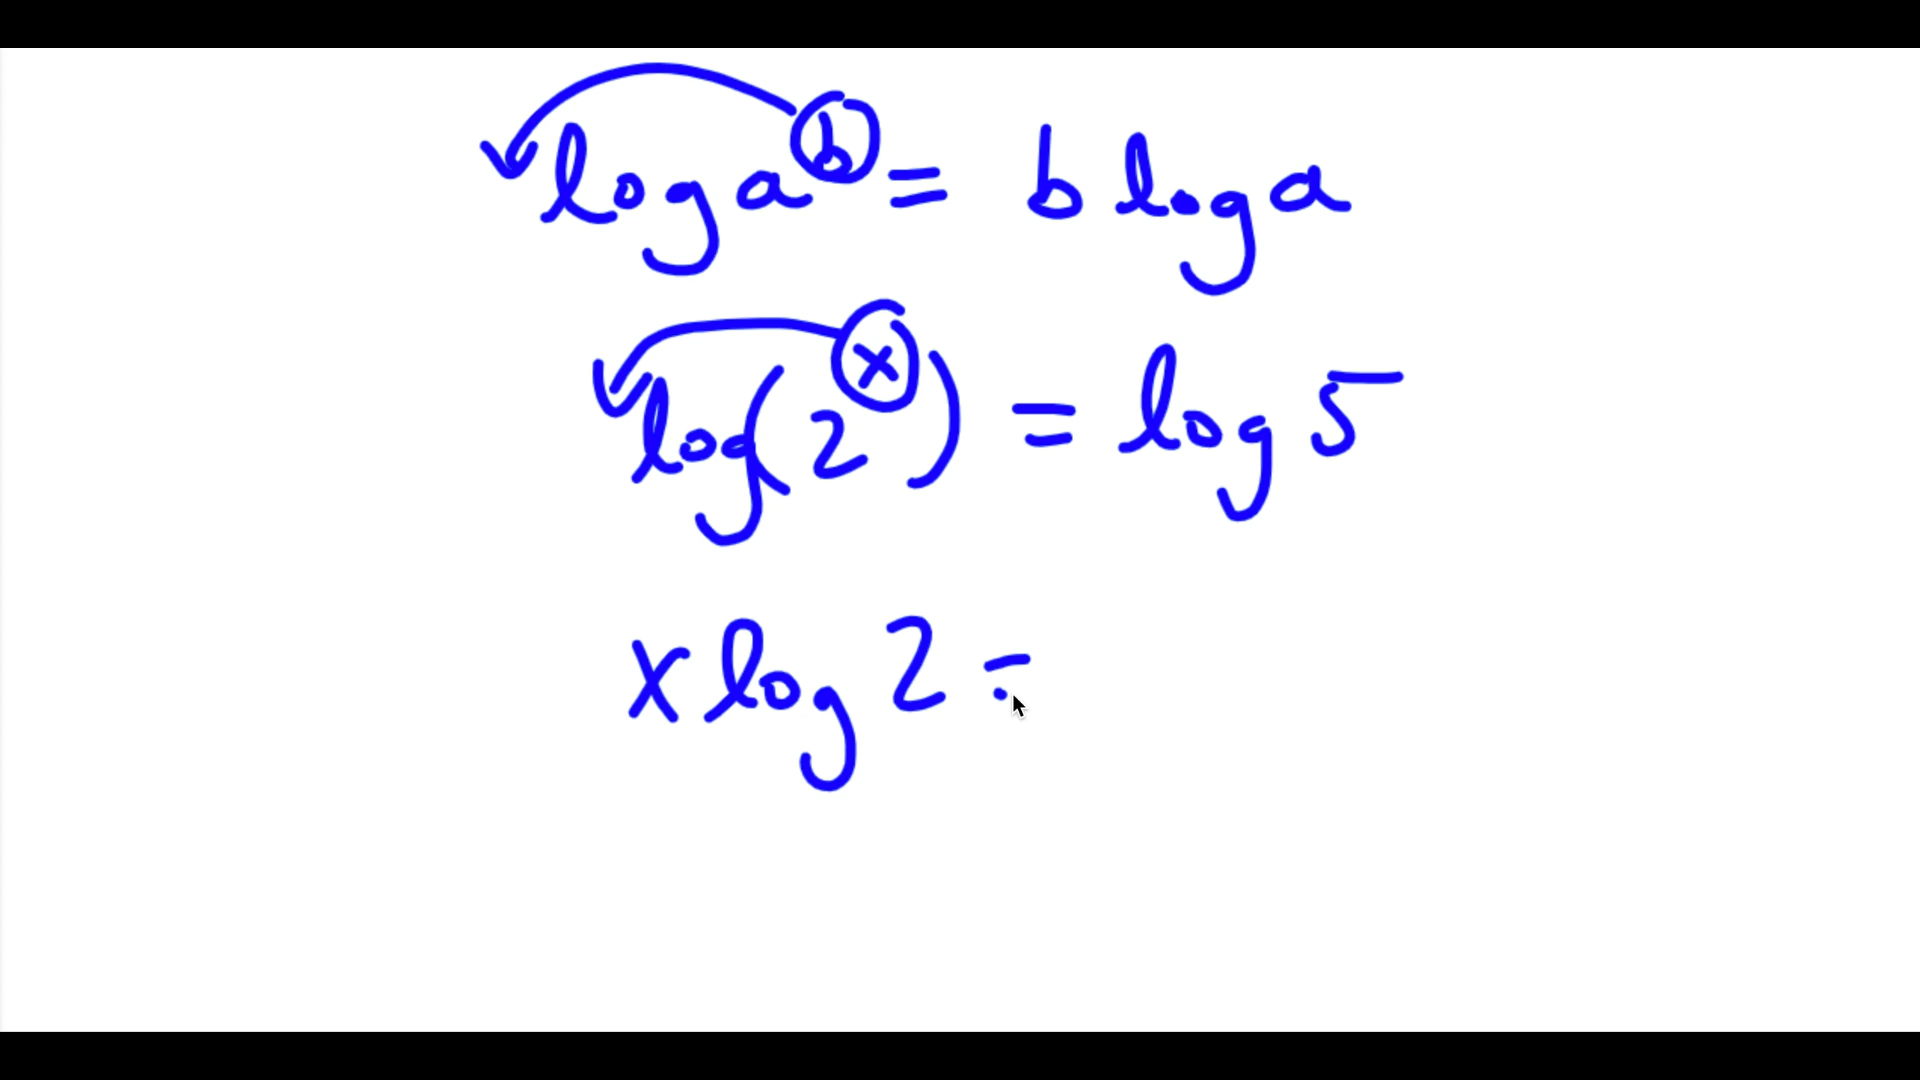 log a^b = b log a
log(2^x) = log 5
x log 2 =